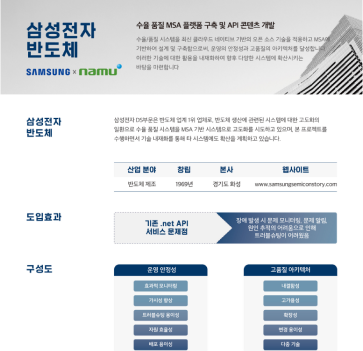 삼성전자
반도체
SAMSUNG × namu
수율 품질 MSA 플랫폼 구축 및 API 콘텐츠 개발
수율/품질 시스템을 최신 클라우드 네이티브 기반의 오픈 소스 기술을 적용하고 MSA에
기반하여 설계 및 구축함으로써, 운영의 안정성과 고품질의 아키텍처를 달성합니다.
이러한 기술에 대한 활용을 내재화하여 향후 다양한 시스템에 확산시키는
바탕을 마련합니다
삼성전자
반도체
삼성전자 DS부문은 반도체 업계 1위 업체로, 반도체 생산에 관련된 시스템에 대한 고도화의
일환으로 수율 품질 시스템을 MSA 기반 시스템으로 고도화를 시도하고 있으며, 본 프로젝트를
수행하면서 기술 내재화를 통해 타 시스템에도 확산을 계획하고 있습니다.
산업 분야 창립 본사 웹사이트
반도체 제조 1969년 경기도 화성 www.samsungsemiconstory.com
도입효과
기존 .net API
서비스 문제점
장애 발생 시 문제 모니터링, 문제 알림,
원인 추적의 어려움으로 인해
트러블슈팅이 어려워짐
구성도
운영 안정성 고품질 아키텍처
효과적 모니터링 내결함성
가시성 향상 고가용성
트러블슈팅 용이성 확장성
자원 효율성 변경 용이성
배포 용이성 다중 기술